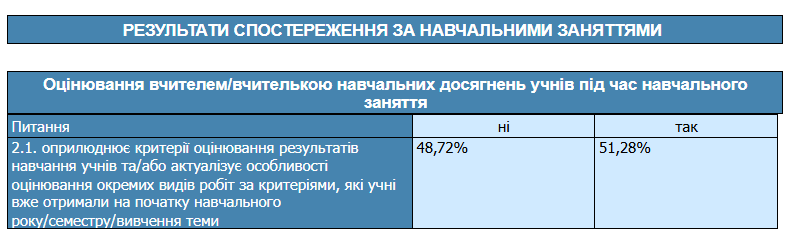 РЕЗУЛЬТАТИ СПОСТЕРЕЖЕННЯ ЗА НАВЧАЛЬНИМИ ЗАНЯТТЯМИ
Оцінювання вчителем/вчителькою навчальних досягнень учнів під час навчального
заняття
Питання ні так
2.1. оприлюднює критерії оцінювання результатів 48,72% 51,28%
навчання учнів та/або актуалізує особливості
оцінювання окремих видів робіт за критеріями, які учні
вже отримали на початку навчального
року/семестру/вивчення теми